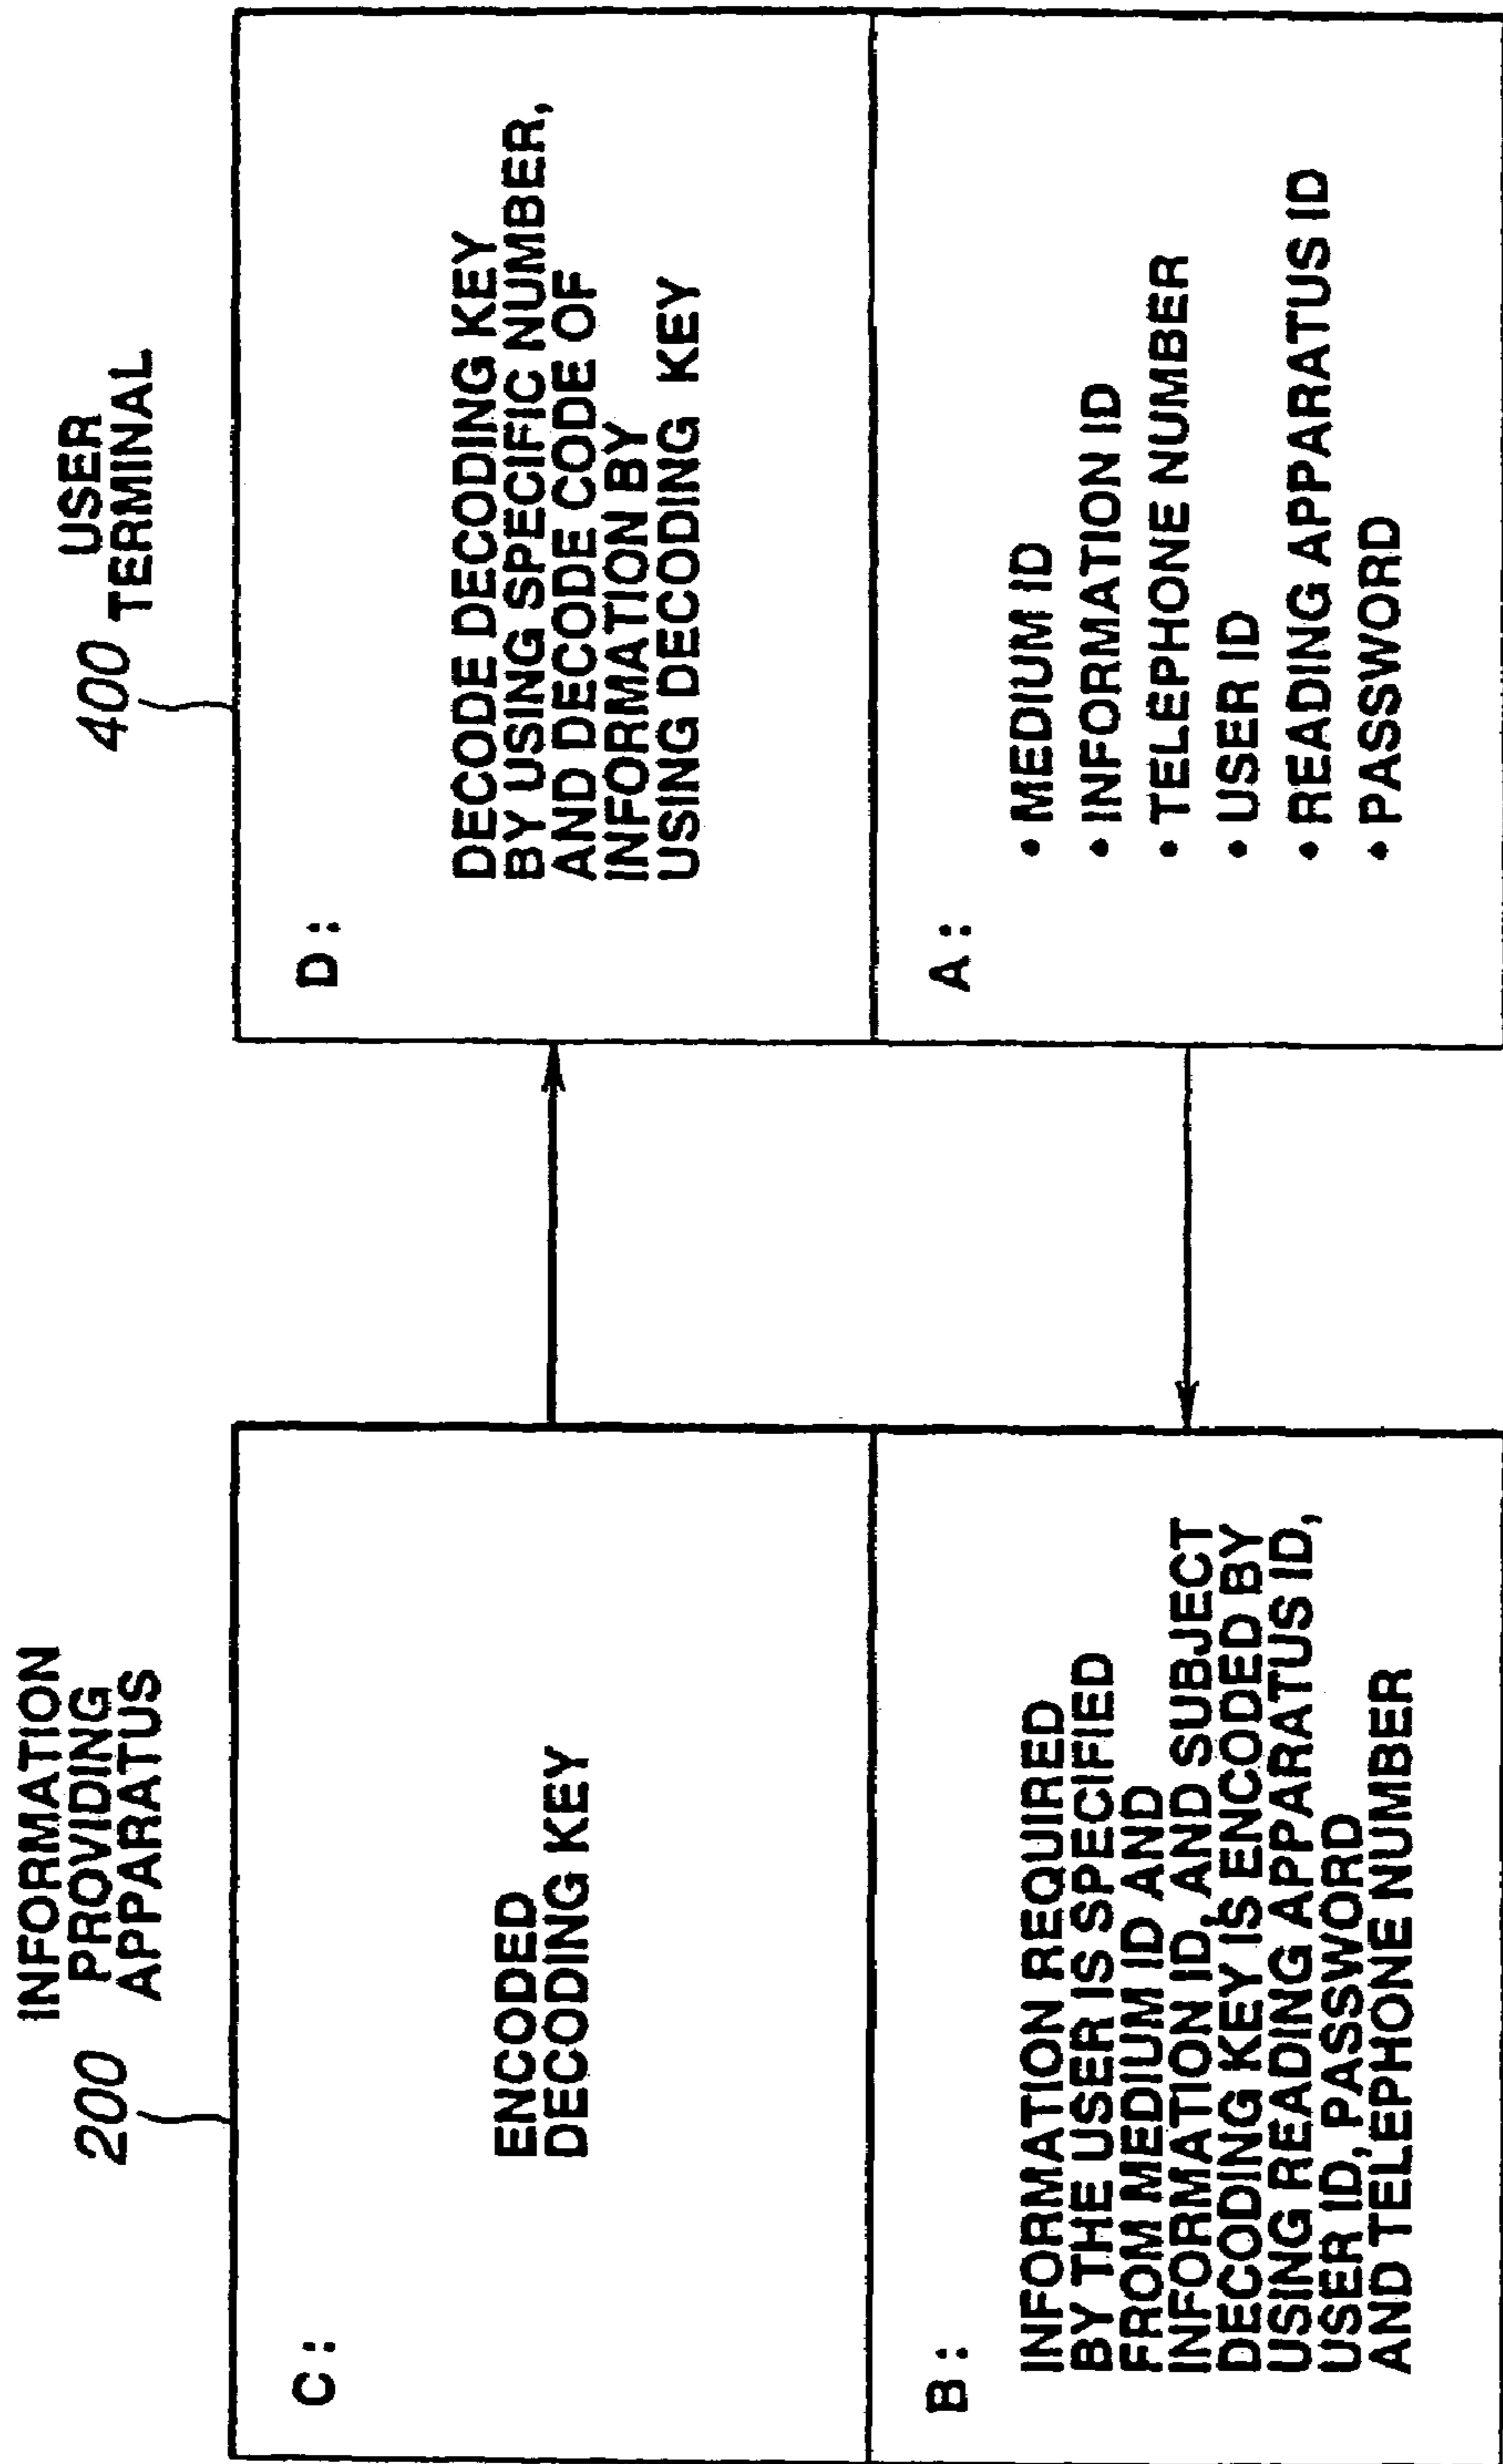 INFORMATION
PROVIDING
APPARATUS
200
C:
ENCODED
DECODING KEY
B:
INFORMATION REQUIRED
BY THE USER IS SPECIFIED
FROM MEDIUM ID AND
INFORMATION ID, AND SUBJECT
DECODING KEY IS ENCODED BY
USING READING APPARATUS ID,
USER ID, PASSWORD
AND TELEPHONE NUMBER
USER
400 TERMINAL
D:
DECODE DECODING KEY
BY USING SPECIFIC NUMBER,
AND DECODE CODE OF
INFORMATION BY
USING DECODING KEY
A:
• MEDIUM ID
• INFORMATION ID
• TELEPHONE NUMBER
• USER ID
• READING APPARATUS ID
• PASSWORD